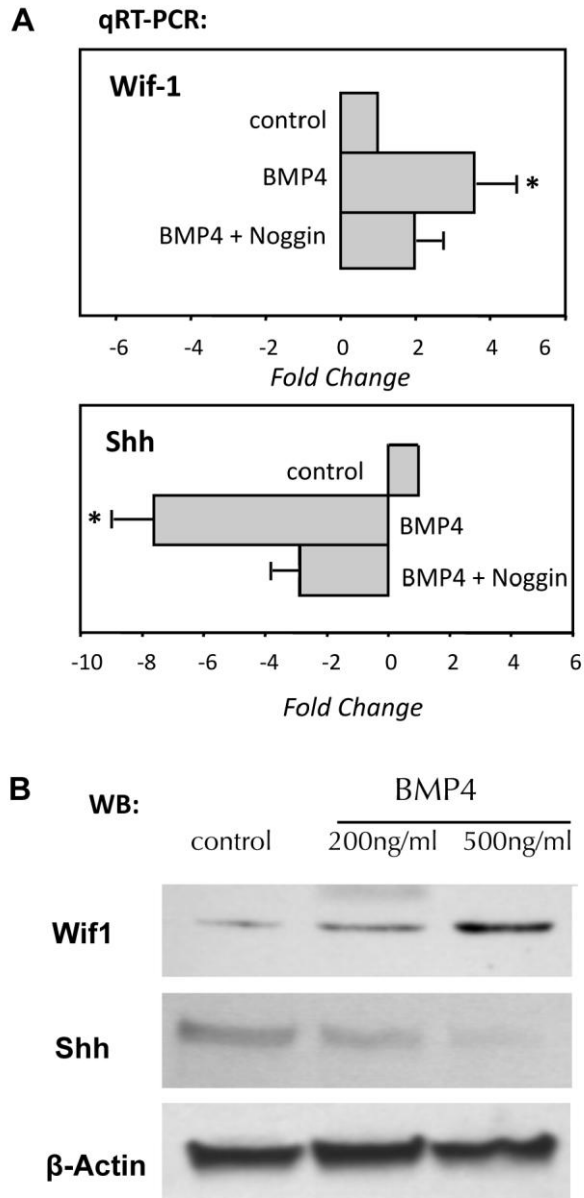 A qRT-PCR:
Wif-1
control
BMP4
*
BMP4 + Noggin
-6 -4 -2 0 2 4 6
Fold Change
Shh
control
*
BMP4
BMP4 + Noggin
-10 -8 -6 -4 -2 0 2 4 6
Fold Change
B WB:
BMP4
control 200ng/ml 500ng/ml
Wif1
Shh
β-Actin